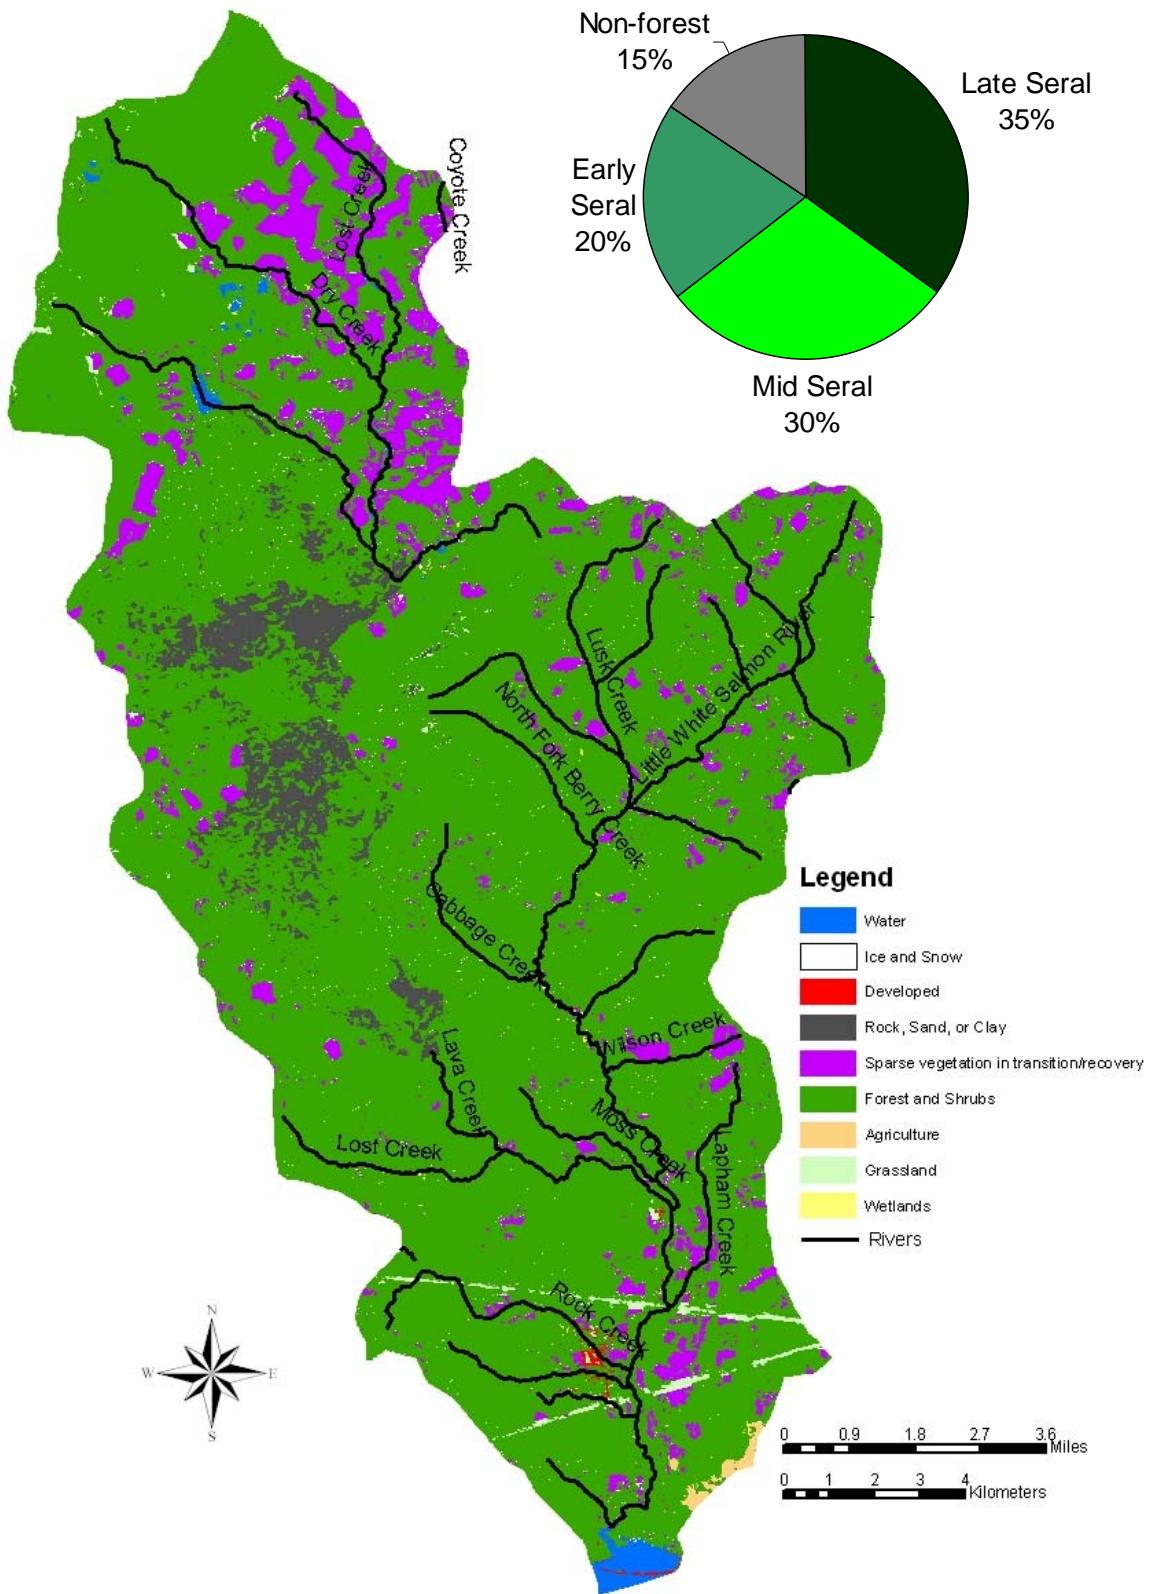 Non-forest
15%
Late Seral
35%
Early
Seral
20%
Mid Seral
30%
Coyote Creek
Lost Creek
Dry Creek
Lusk Creek
Little White Salmon River
North Fork Berry Creek
Cabbage Creek
Wilson Creek
Lava Creek
Moss Creek
Lost Creek
Lapham Creek
Rock Creek
Legend
Water
Ice and Snow
Developed
Rock, Sand, or Clay
Sparse vegetation in transition/recovery
Forest and Shrubs
Agriculture
Grassland
Wetlands
Rivers
N
W E
S
0 0.9 1.8 2.7 3.6
Miles
0 1 2 3 4
Kilometers